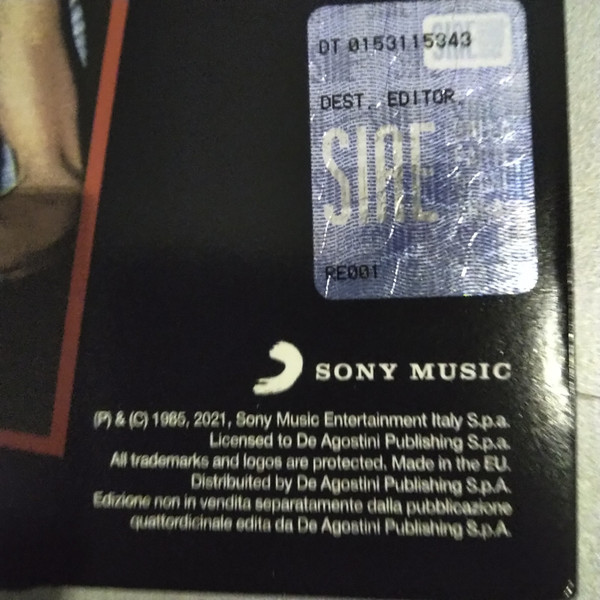 DT 0153115343
SIAE
DEST. EDITOR.
SIAE
RE001
SONY MUSIC
(P) & (C) 1985, 2021, Sony Music Entertainment Italy S.p.a.
Licensed to De Agostini Publishing S.p.a.
All trademarks and logos are protected. Made in the EU.
Distribuited by De Agostini Publishing S.p.A.
Edizione non in vendita separatamente dalla pubblicazione
quattordicinale edita da De Agostini Publishing S.p.A.